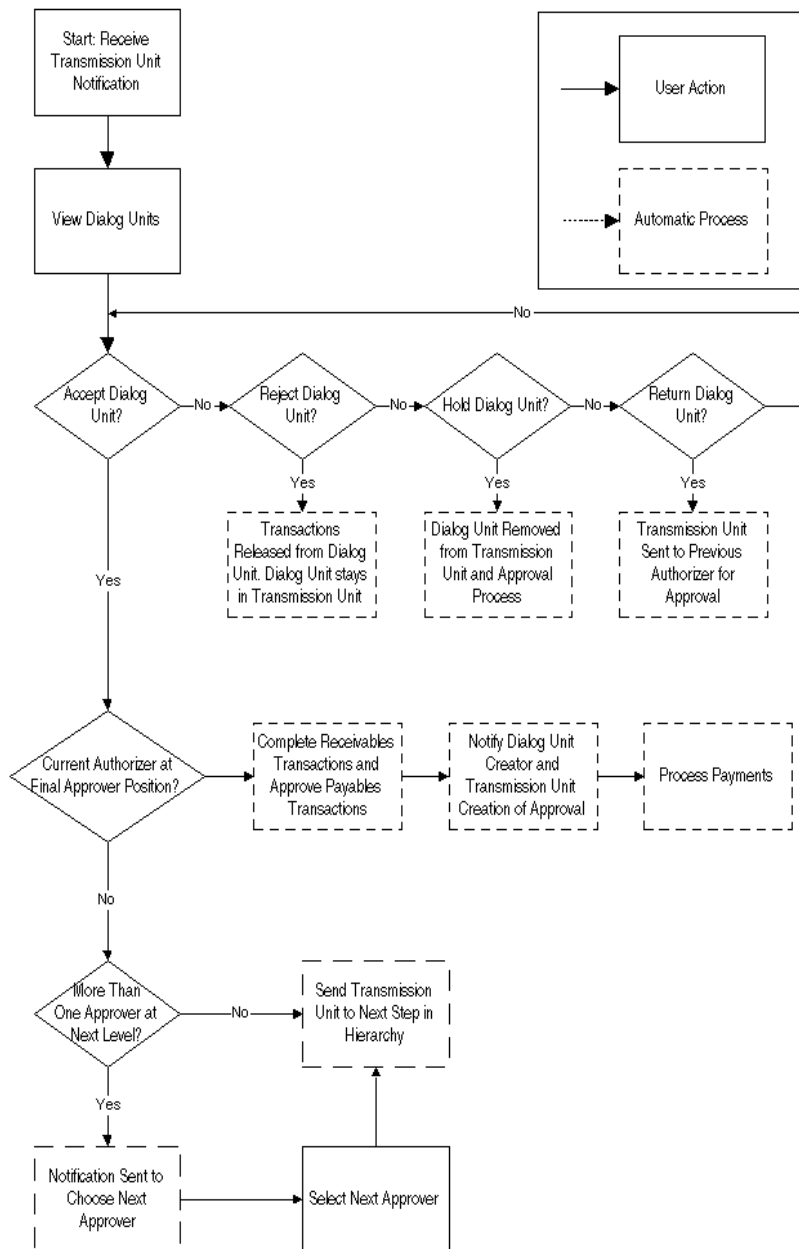 Start: Receive
Transmission Unit
Notification
User Action
View Dialog Units
Automatic Process
No
Accept Dialog
Unit?
No
Reject Dialog
Unit?
No
Hold Dialog Unit?
No
Return Dialog
Unit?
Yes
Yes
Yes
Transactions
Released from Dialog
Unit. Dialog Unit stays
in Transmission Unit
Dialog Unit Removed
from Transmission
Unit and Approval
Process
Transmission Unit
Sent to Previous
Authorizer for
Approval
Yes
Current Authorizer at
Final Approver Position?
Complete Receivables
Transactions and
Approve Payables
Transactions
Notify Dialog Unit
Creator and
Transmission Unit
Creation of Approval
Process Payments
No
More Than
One Approver at
Next Level?
No
Send Transmission
Unit to Next Step in
Hierarchy
Yes
Notification Sent to
Choose Next
Approver
Select Next Approver